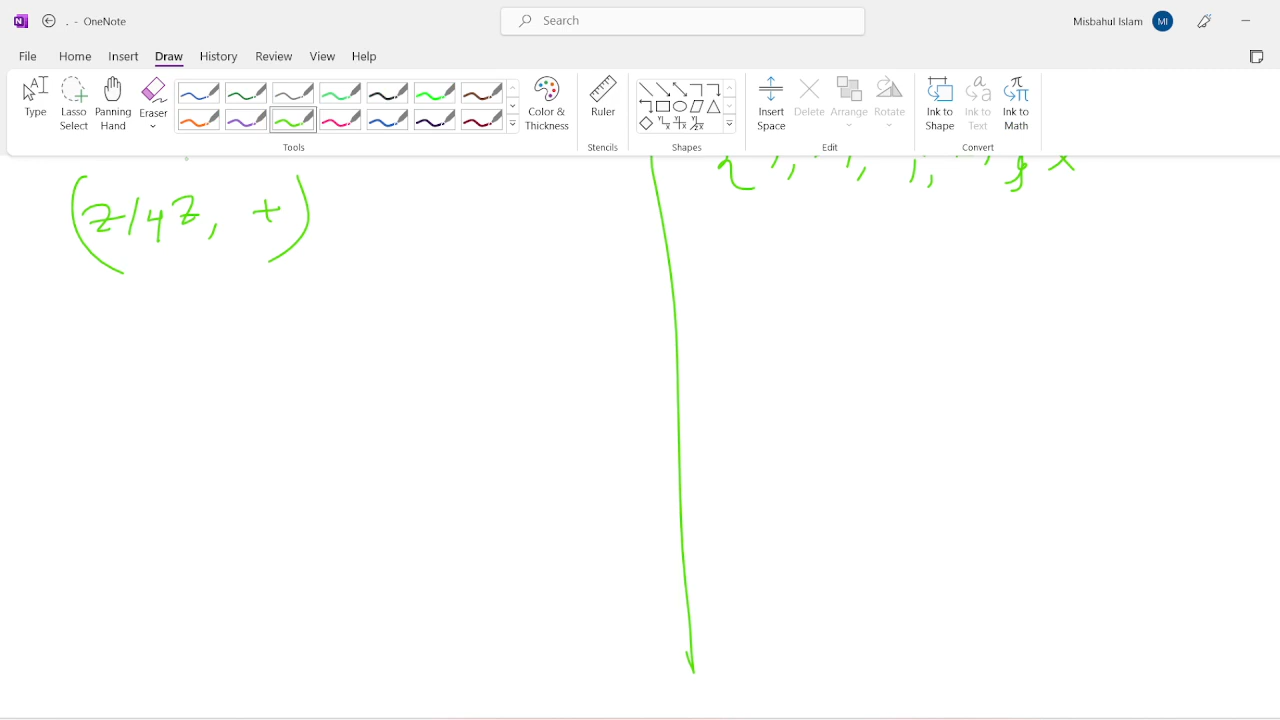 . - OneNote
Search
Misbahul Islam
MI
File Home Insert Draw History Review View Help
Type
Lasso Select
Panning Hand
Eraser
Color & Thickness
Ruler
Insert Space
Delete
Arrange
Rotate
Ink to Shape
Ink to Text
Ink to Math
Tools
Stencils
Shapes
Edit
Convert
(Z/4Z, +)